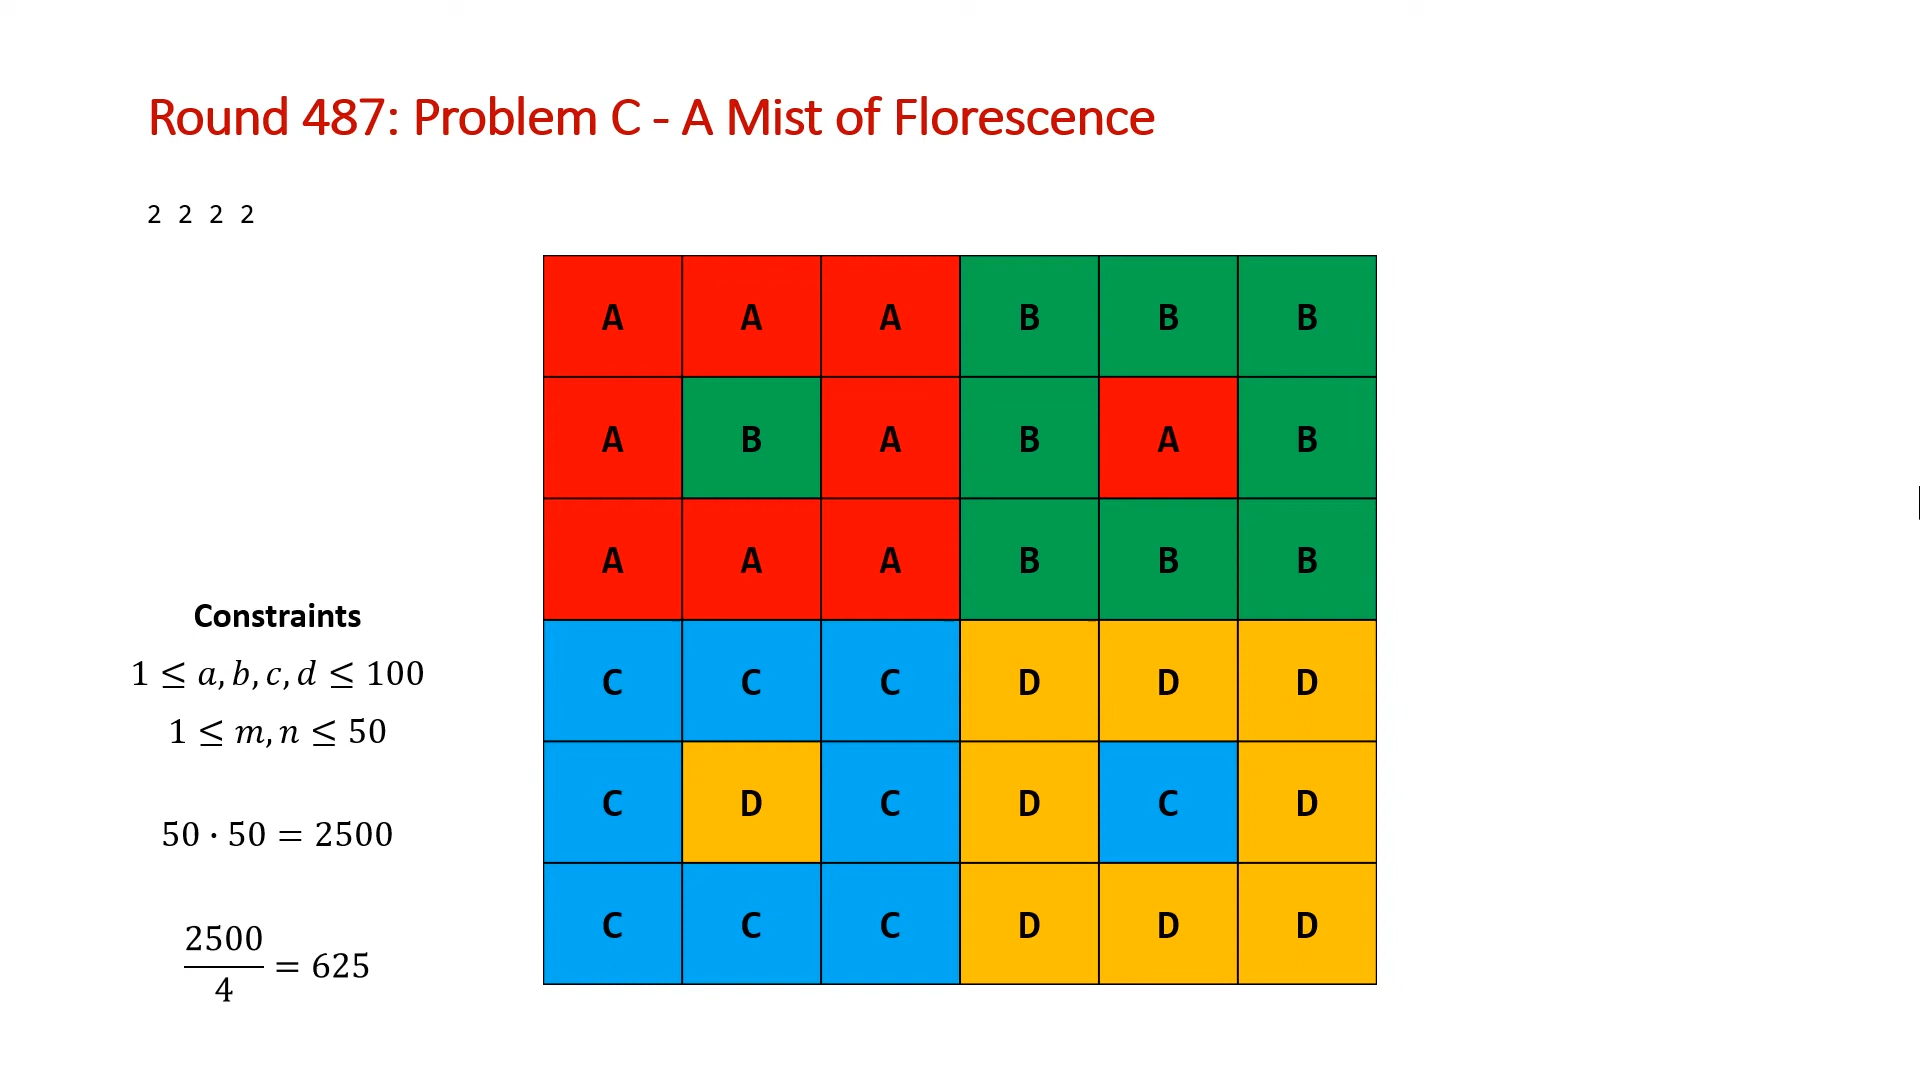 Round 487: Problem C - A Mist of Florescence
2 2 2 2
A A A B B B
A B A B A B
A A A B B B
C C C D D D
C D C D C D
C C C D D D
Constraints
1 ≤ a, b, c, d ≤ 100
1 ≤ m, n ≤ 50
50 · 50 = 2500
2500
4
= 625